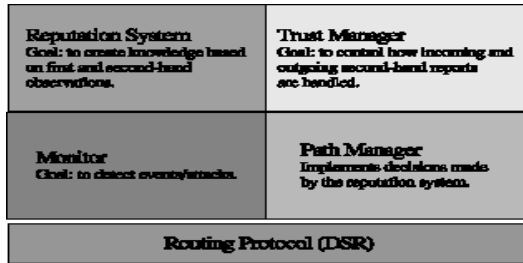 Reputation System
Goal: to create knowledge based
on first and second-hand
observations.
Trust Manager
Goal: to control how incoming and
outgoing second-hand reports
are handled.
Monitor
Goal: to detect events/attacks.
Path Manager
Implements decisions made
by the reputation system.
Routing Protocol (DSR)